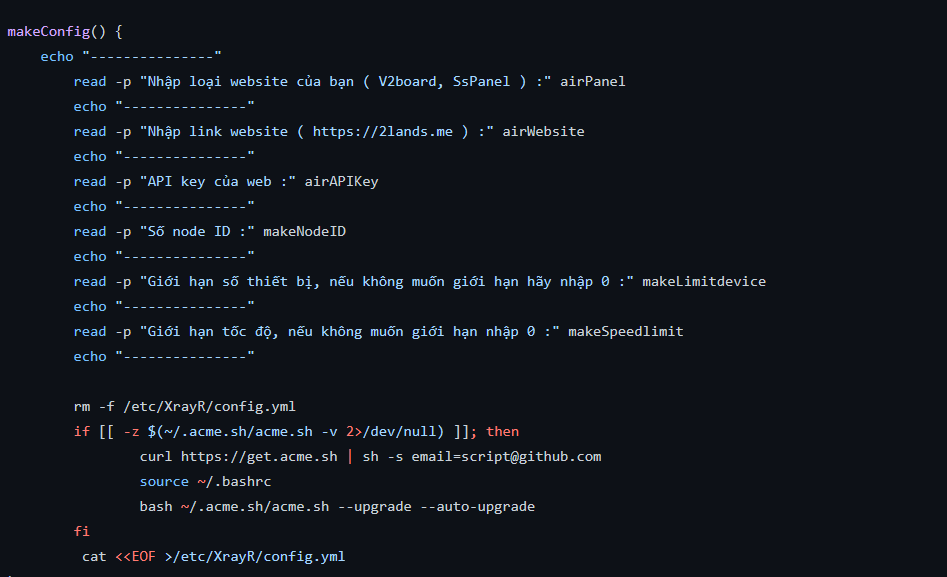 makeConfig() {
    echo "---------------"
        read -p "Nhập loại website của bạn ( V2board, SsPanel ) :" airPanel
        echo "---------------"
        read -p "Nhập link website ( https://2lands.me ) :" airWebsite
        echo "---------------"
        read -p "API key của web :" airAPIKey
        echo "---------------"
        read -p "Số node ID :" makeNodeID
        echo "---------------"
        read -p "Giới hạn số thiết bị, nếu không muốn giới hạn hãy nhập 0 :" makeLimitdevice
        echo "---------------"
        read -p "Giới hạn tốc độ, nếu không muốn giới hạn nhập 0 :" makeSpeedlimit
        echo "---------------"

        rm -f /etc/XrayR/config.yml
        if [[ -z $(~/.acme.sh/acme.sh -v 2>/dev/null) ]]; then
                curl https://get.acme.sh | sh -s email=script@github.com
                source ~/.bashrc
                bash ~/.acme.sh/acme.sh --upgrade --auto-upgrade
        fi
         cat <<EOF >/etc/XrayR/config.yml